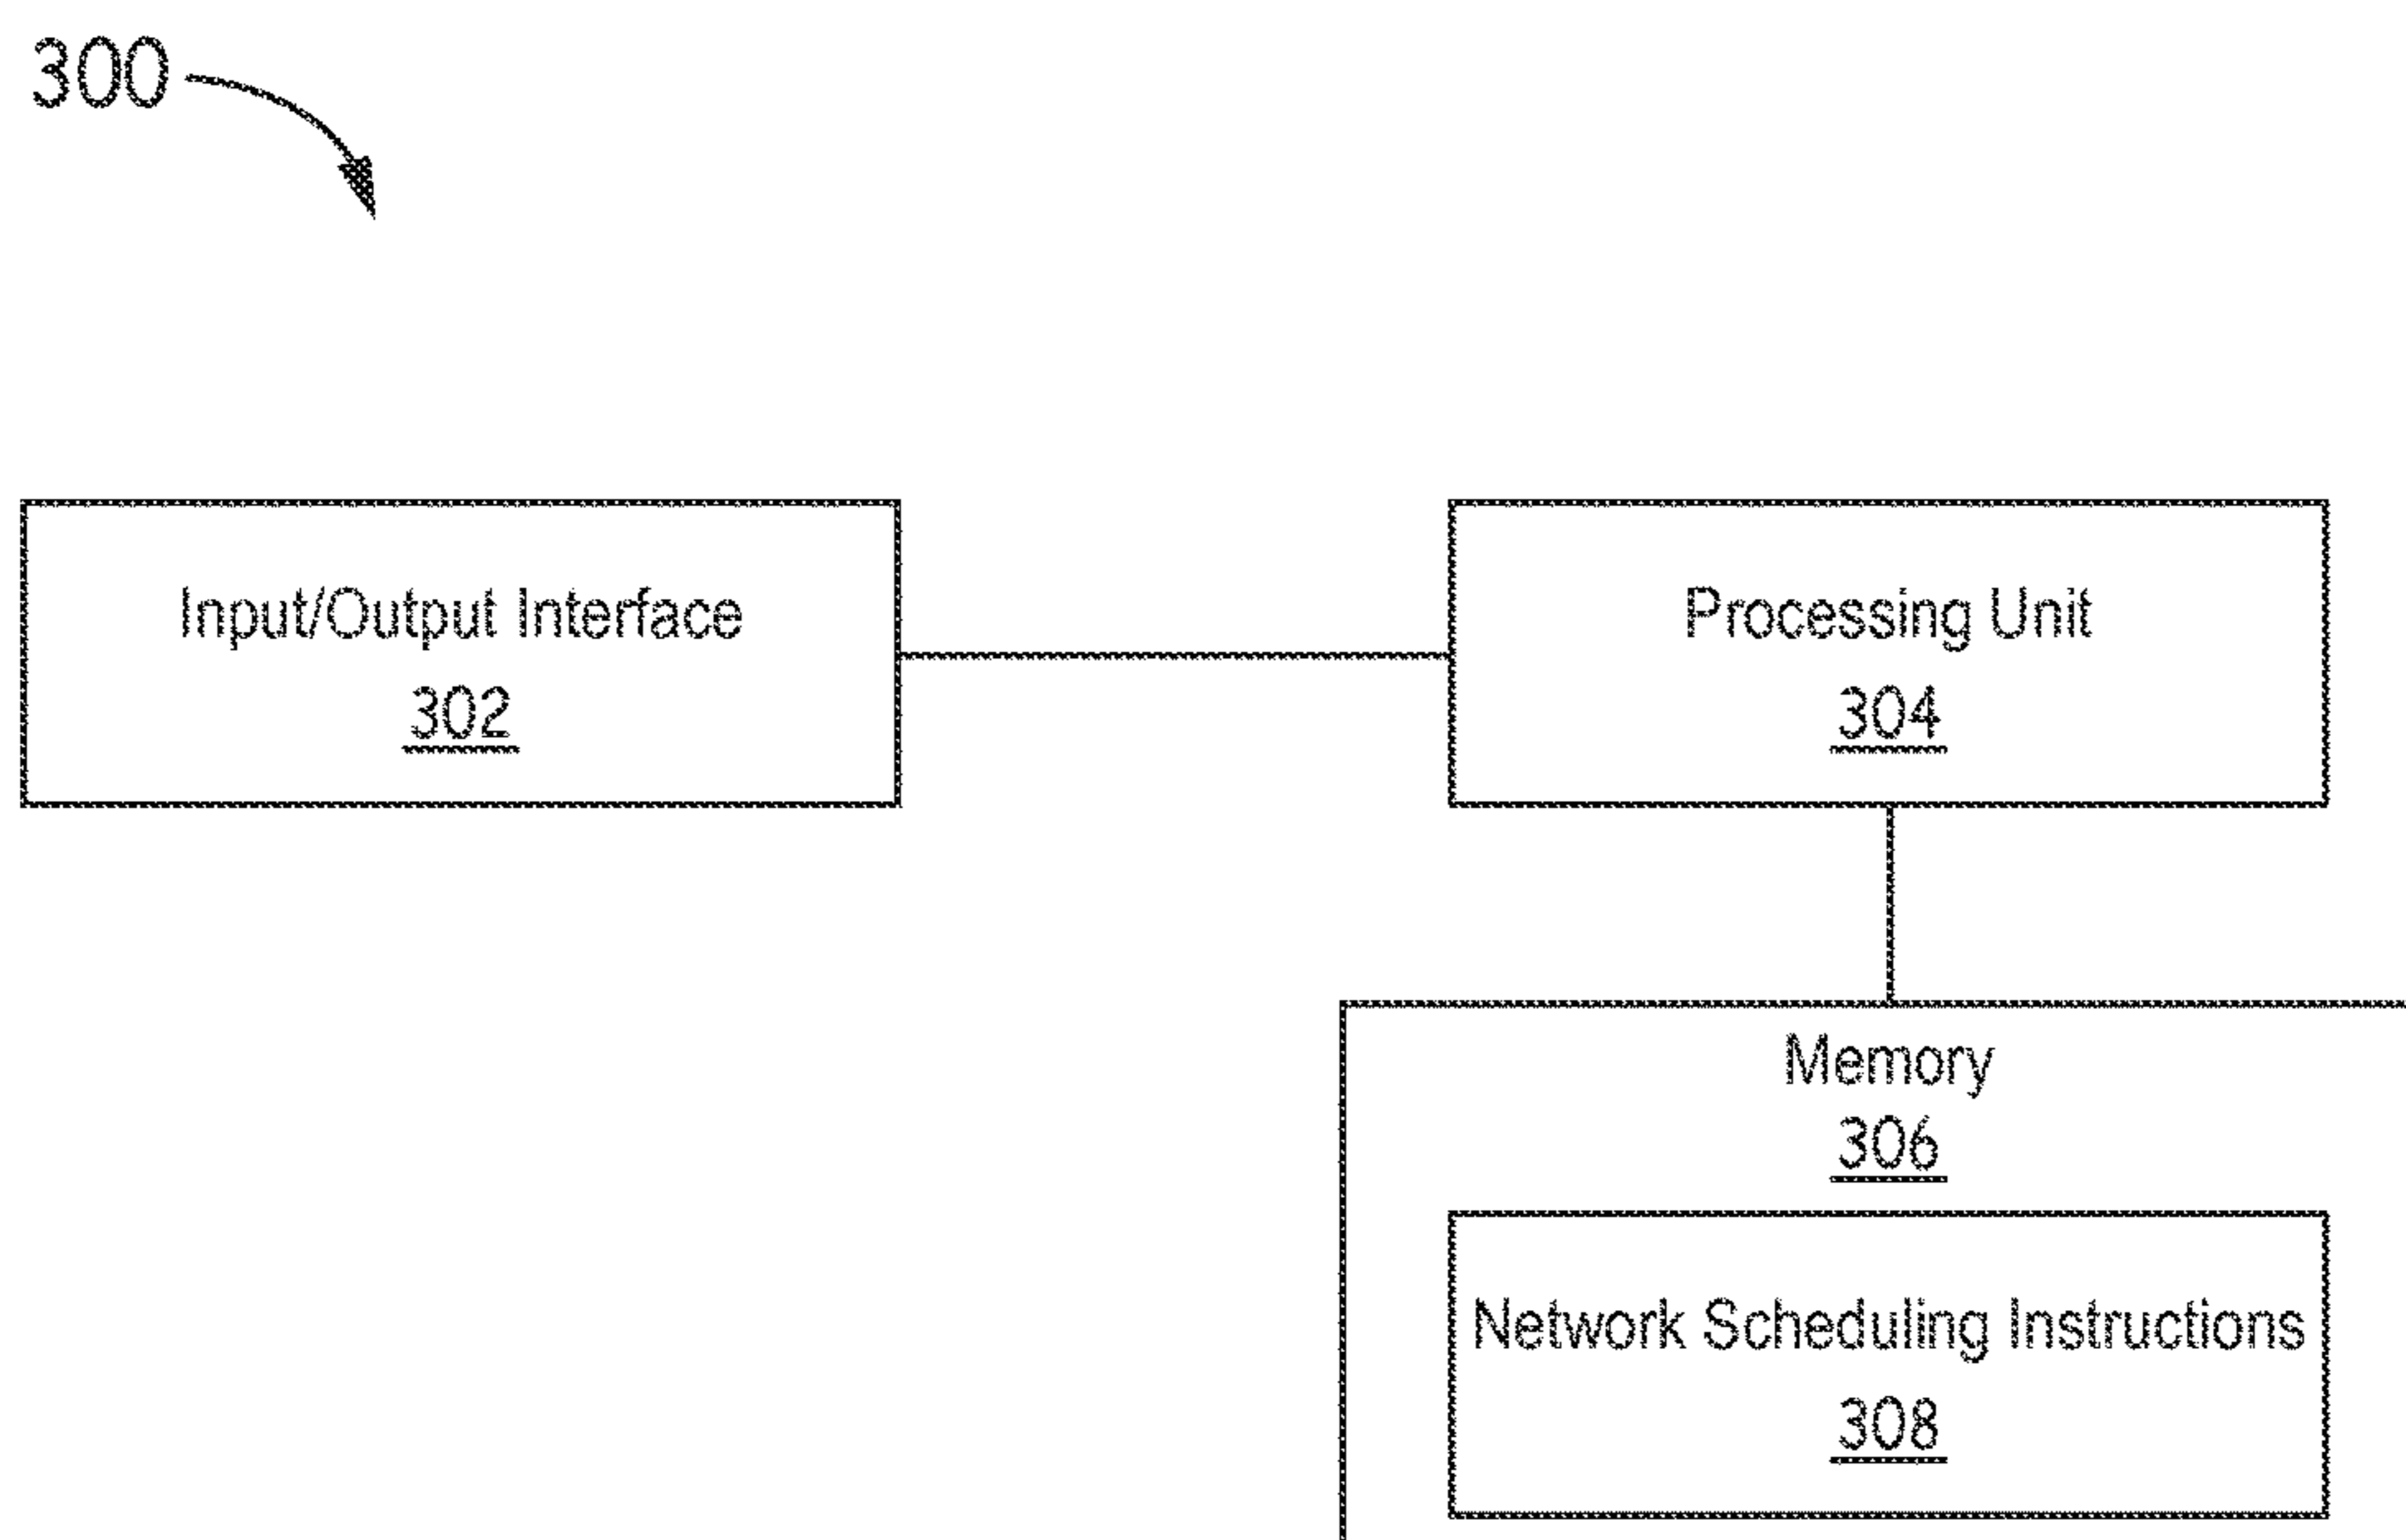 300
Input/Output Interface
302
Processing Unit
304
Memory
306
Network Scheduling Instructions
308